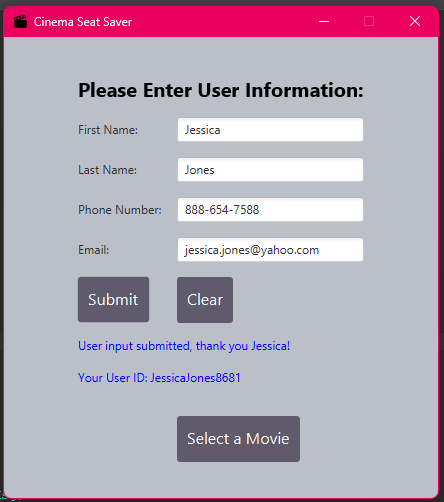 Cinema Seat Saver
Please Enter User Information:
First Name: Jessica
Last Name: Jones
Phone Number: 888-654-7588
Email: jessica.jones@yahoo.com
Submit Clear
User input submitted, thank you Jessica!
Your User ID: JessicaJones8681
Select a Movie